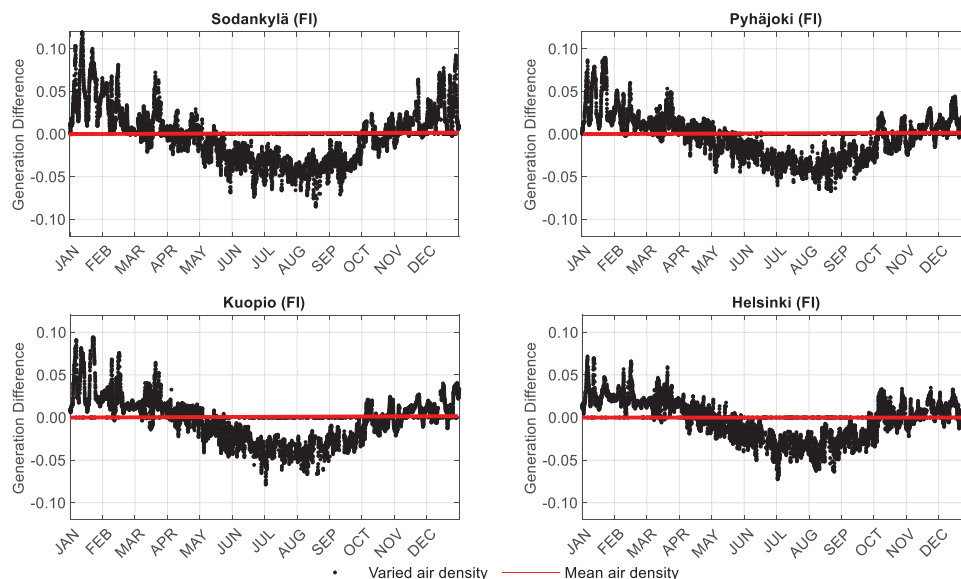 Sodankylä (FI)
Generation Difference
0.10
0.05
0.00
-0.05
-0.10
JAN FEB MAR APR MAY JUN JUL AUG SEP OCT NOV DEC
Pyhäjoki (FI)
Generation Difference
0.10
0.05
0.00
-0.05
-0.10
JAN FEB MAR APR MAY JUN JUL AUG SEP OCT NOV DEC
Kuopio (FI)
Generation Difference
0.10
0.05
0.00
-0.05
-0.10
JAN FEB MAR APR MAY JUN JUL AUG SEP OCT NOV DEC
Helsinki (FI)
Generation Difference
0.10
0.05
0.00
-0.05
-0.10
JAN FEB MAR APR MAY JUN JUL AUG SEP OCT NOV DEC
Varied air density Mean air density